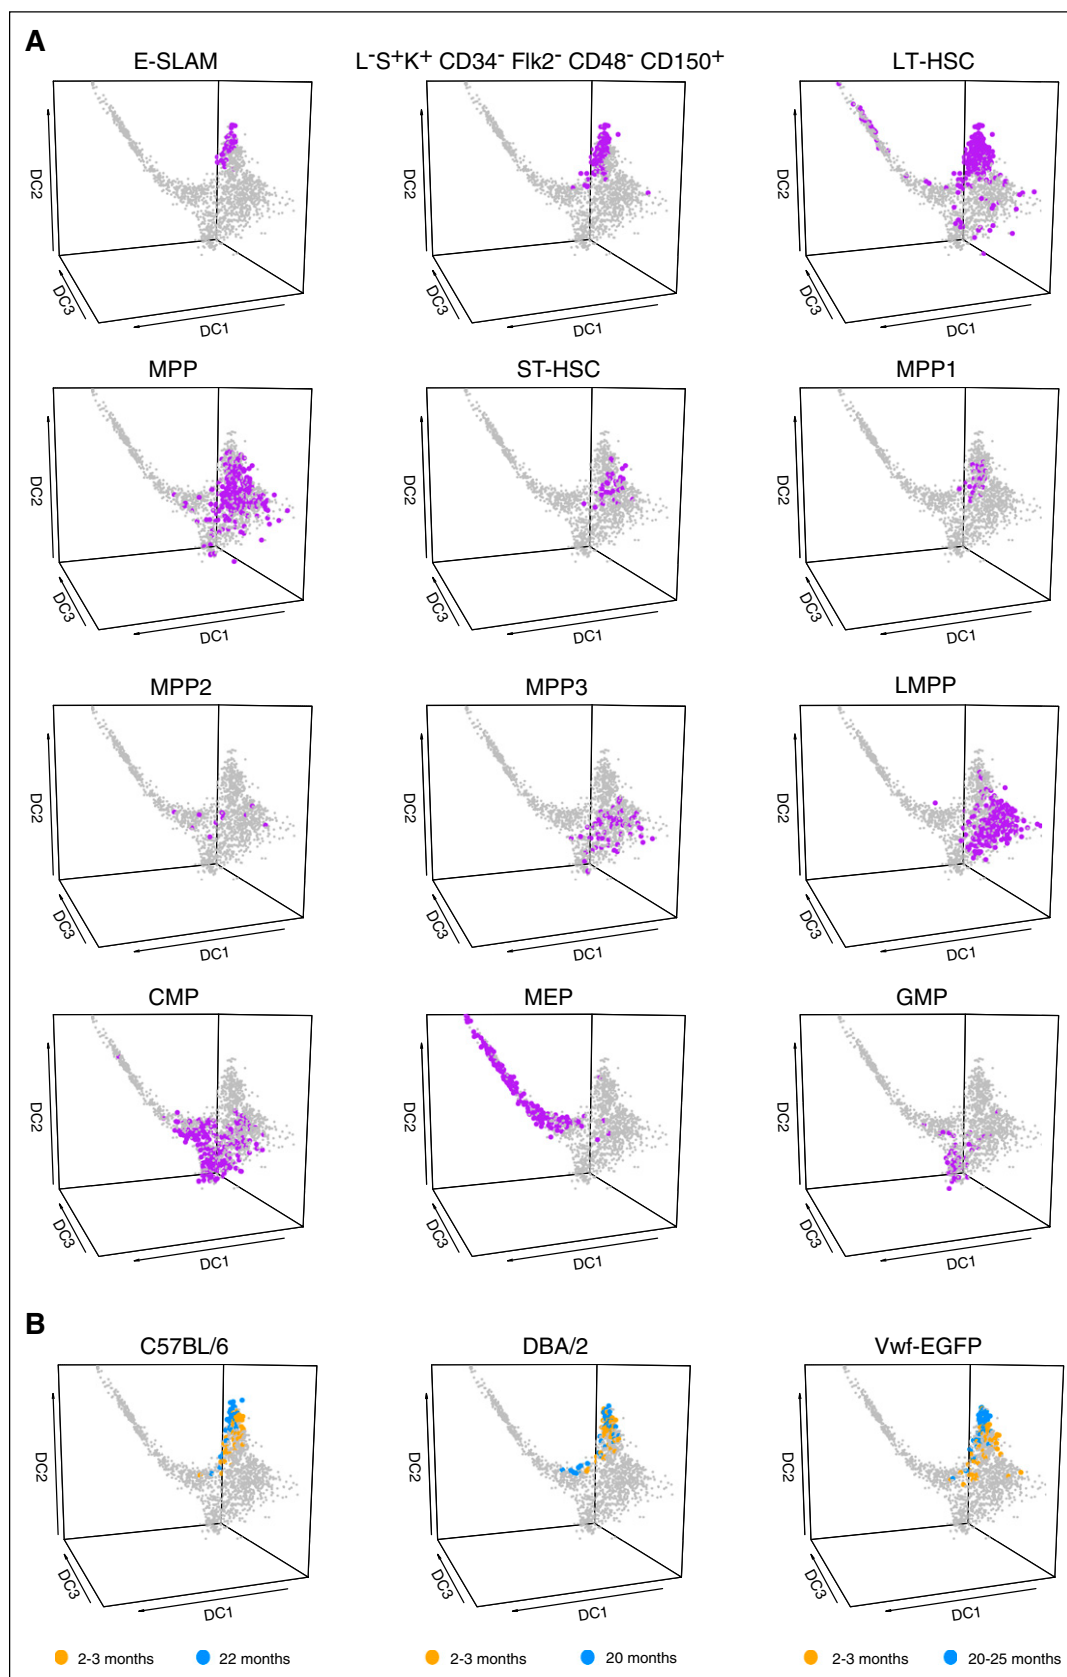 A
E-SLAM
L⁻S⁺K⁺ CD34⁻ Flk2⁻ CD48⁻ CD150⁺
LT-HSC
DC2
DC3
DC1
DC2
DC3
DC1
DC2
DC3
DC1
MPP
ST-HSC
MPP1
DC2
DC3
DC1
DC2
DC3
DC1
DC2
DC3
DC1
MPP2
MPP3
LMPP
DC2
DC3
DC1
DC2
DC3
DC1
DC2
DC3
DC1
CMP
MEP
GMP
DC2
DC3
DC1
DC2
DC3
DC1
DC2
DC3
DC1
B
C57BL/6
DBA/2
Vwf-EGFP
DC2
DC3
DC1
DC2
DC3
DC1
DC2
DC3
DC1
2-3 months
22 months
2-3 months
20 months
2-3 months
20-25 months